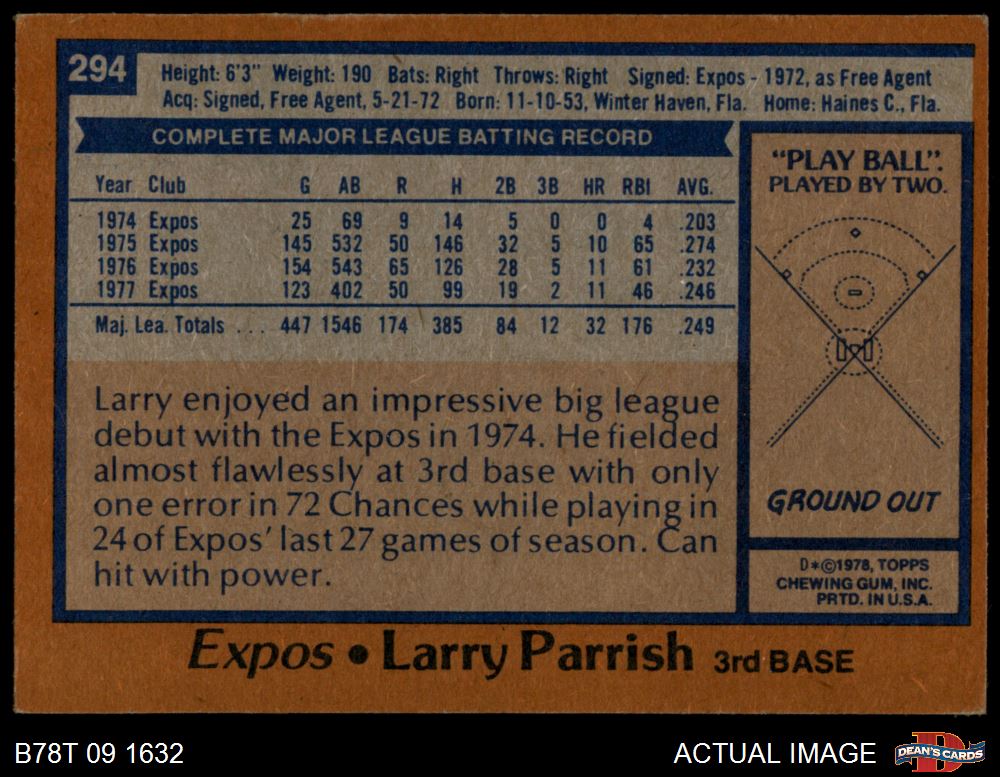 294
Height: 6'3" Weight: 190 Bats: Right Throws: Right Signed: Expos - 1972, as Free Agent
Acq: Signed, Free Agent, 5-21-72 Born: 11-10-53, Winter Haven, Fla. Home: Haines C., Fla.
COMPLETE MAJOR LEAGUE BATTING RECORD
Year Club G AB R H 2B 3B HR RBI AVG.
1974 Expos 25 69 9 14 5 0 0 4 .203
1975 Expos 145 532 50 146 32 5 10 65 .274
1976 Expos 154 543 65 126 28 5 11 61 .232
1977 Expos 123 402 50 99 19 2 11 46 .246
Maj. Lea. Totals . . . 447 1546 174 385 84 12 32 176 .249
Larry enjoyed an impressive big league
debut with the Expos in 1974. He fielded
almost flawlessly at 3rd base with only
one error in 72 Chances while playing in
24 of Expos' last 27 games of season. Can
hit with power.
"PLAY BALL".
PLAYED BY TWO.
GROUND OUT
D*©1978, TOPPS
CHEWING GUM, INC.
PRTD. IN U.S.A.
Expos • Larry Parrish 3rd BASE
B78T 09 1632
ACTUAL IMAGE
D
DEAN'S CARDS